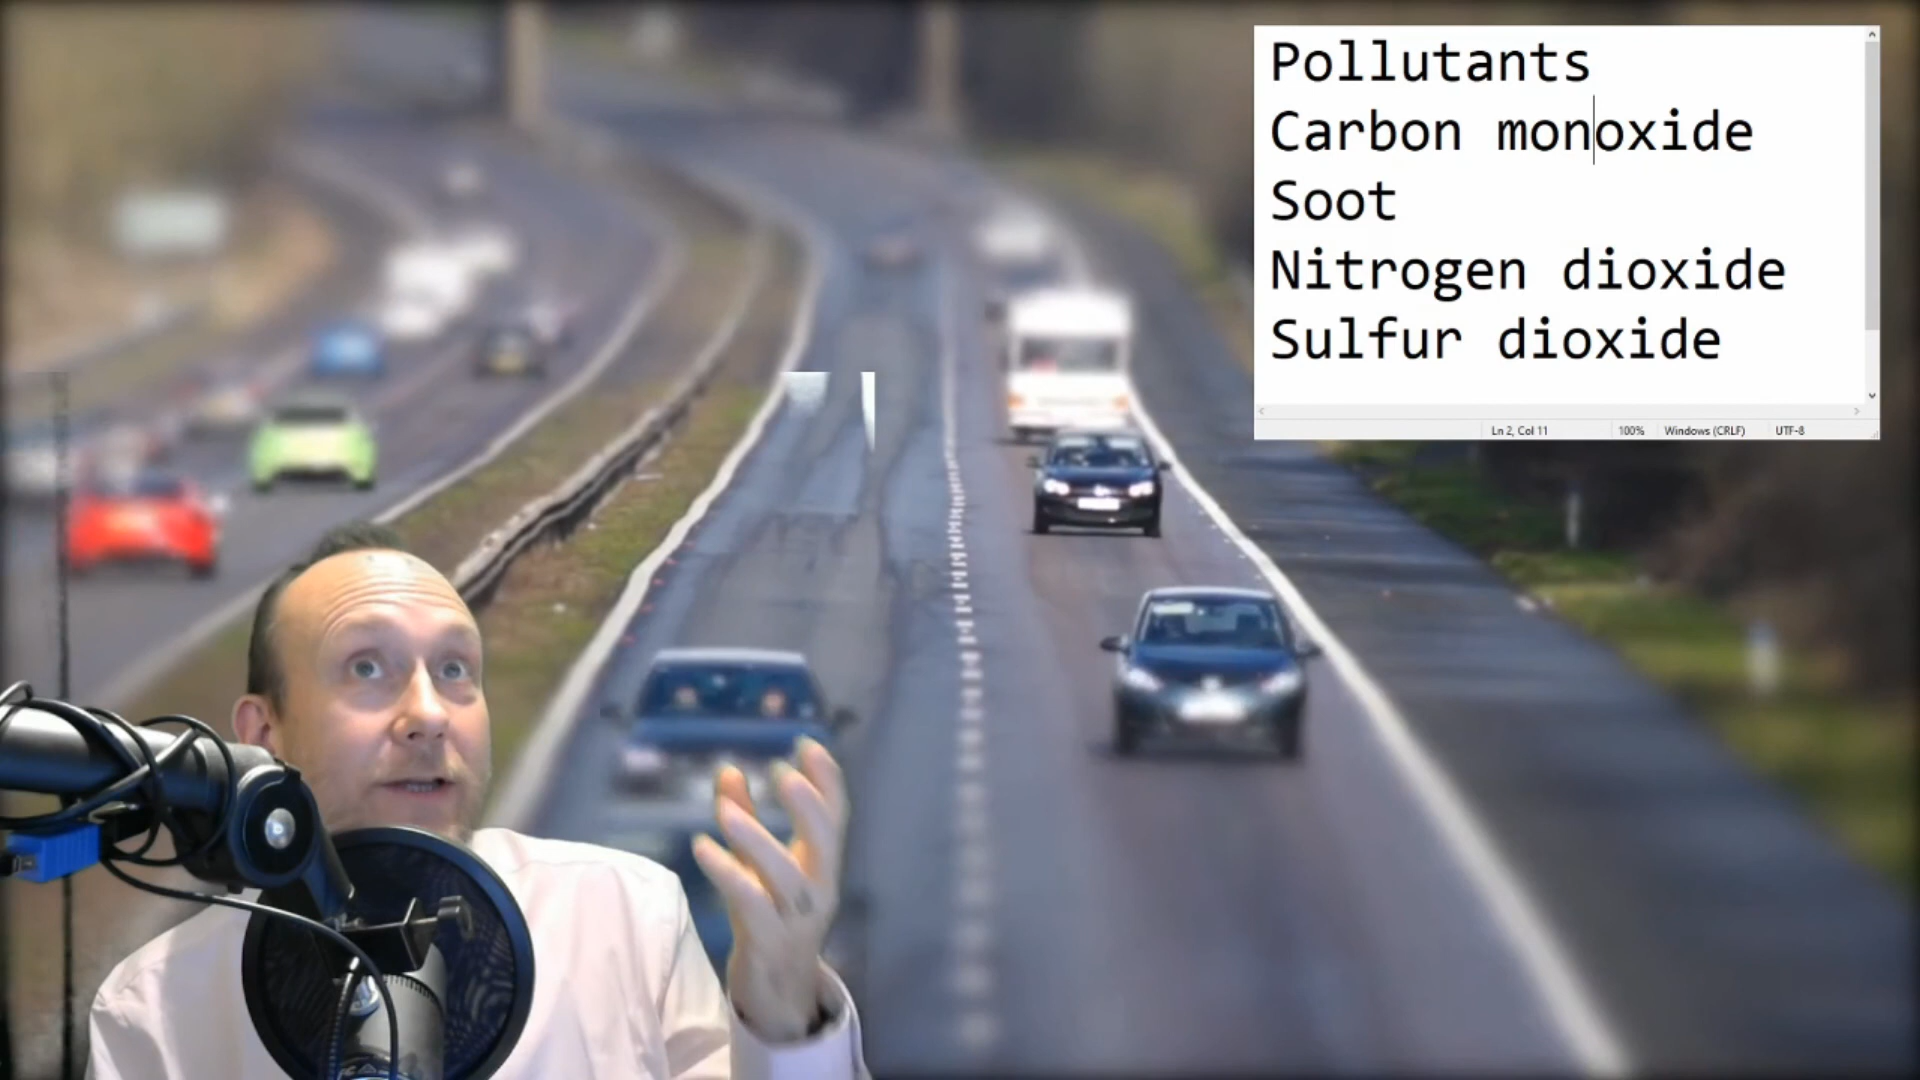 Pollutants
Carbon monoxide
Soot
Nitrogen dioxide
Sulfur dioxide
Ln 2, Col 11 100% Windows (CRLF) UTF-8